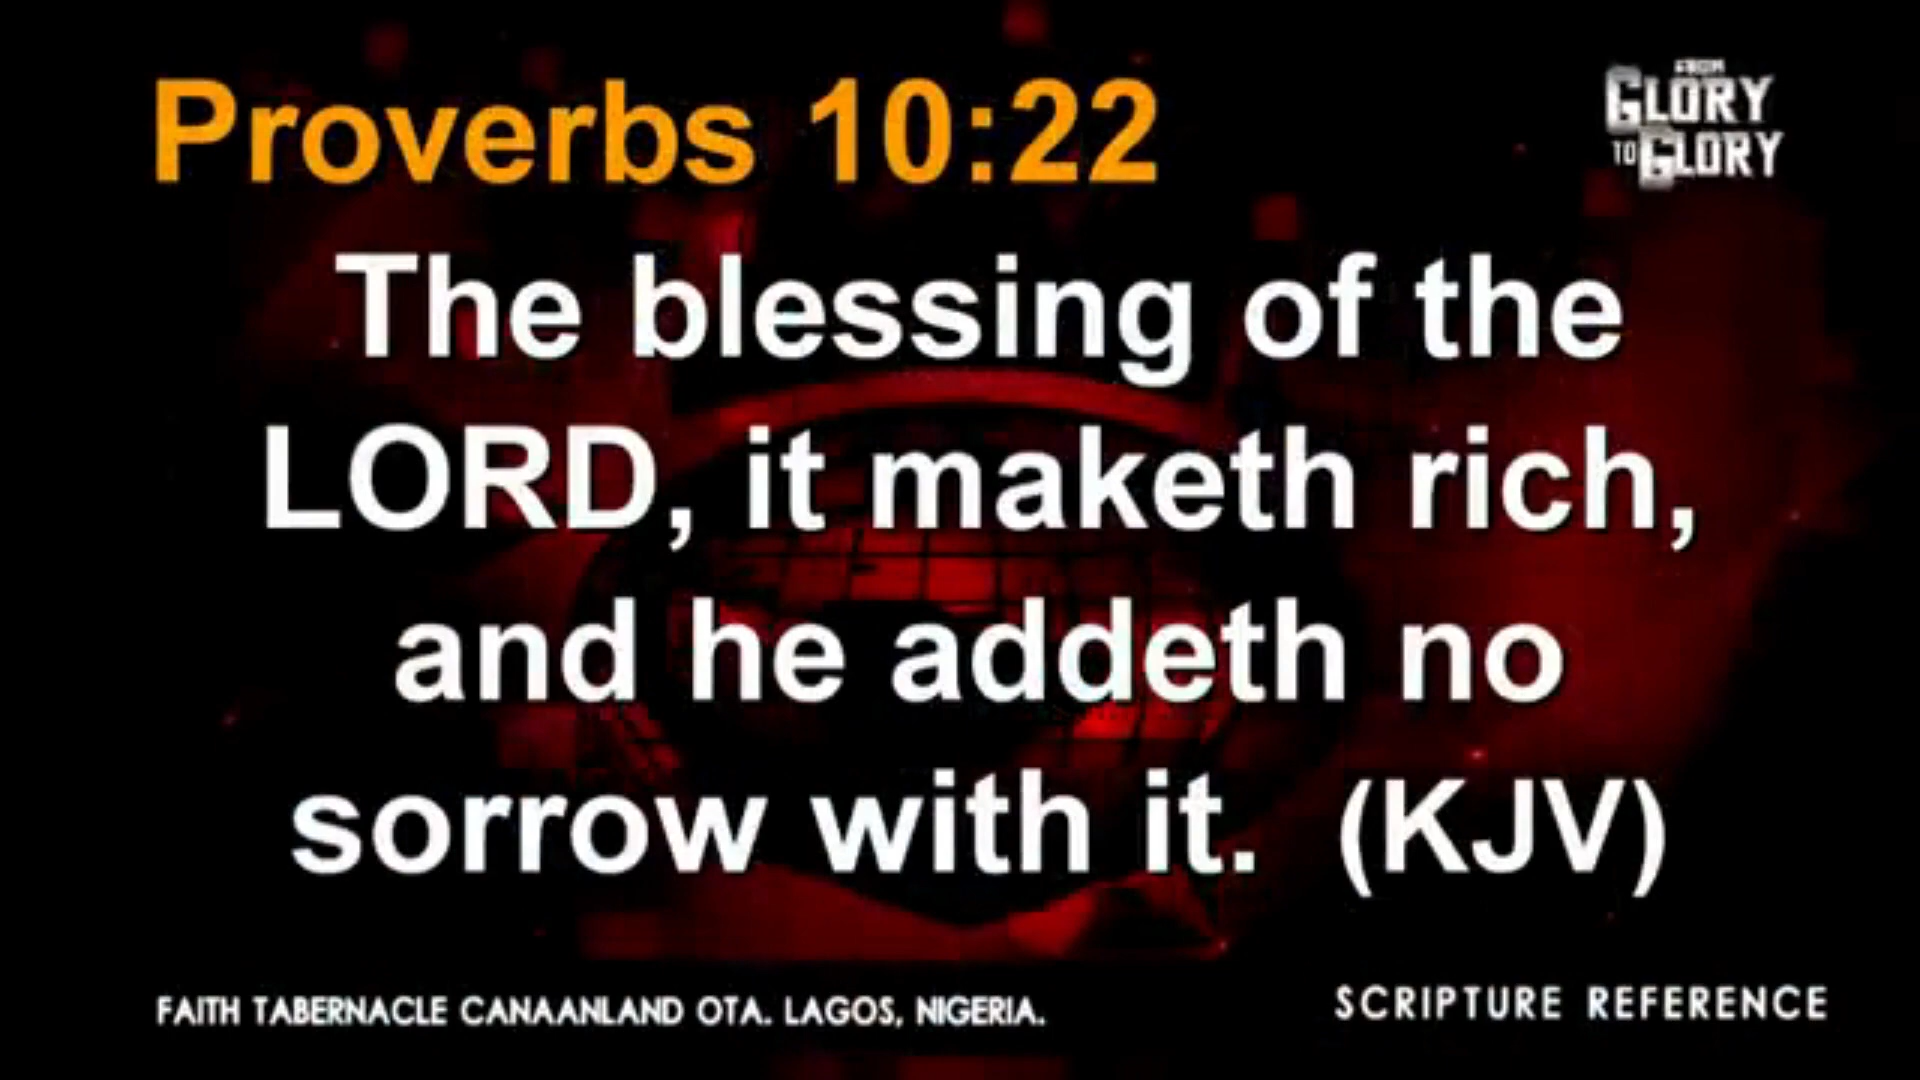 Proverbs 10:22
FROM
GLORY
TO GLORY
The blessing of the
LORD, it maketh rich,
and he addeth no
sorrow with it.  (KJV)
FAITH TABERNACLE CANAANLAND OTA. LAGOS, NIGERIA.
SCRIPTURE REFERENCE